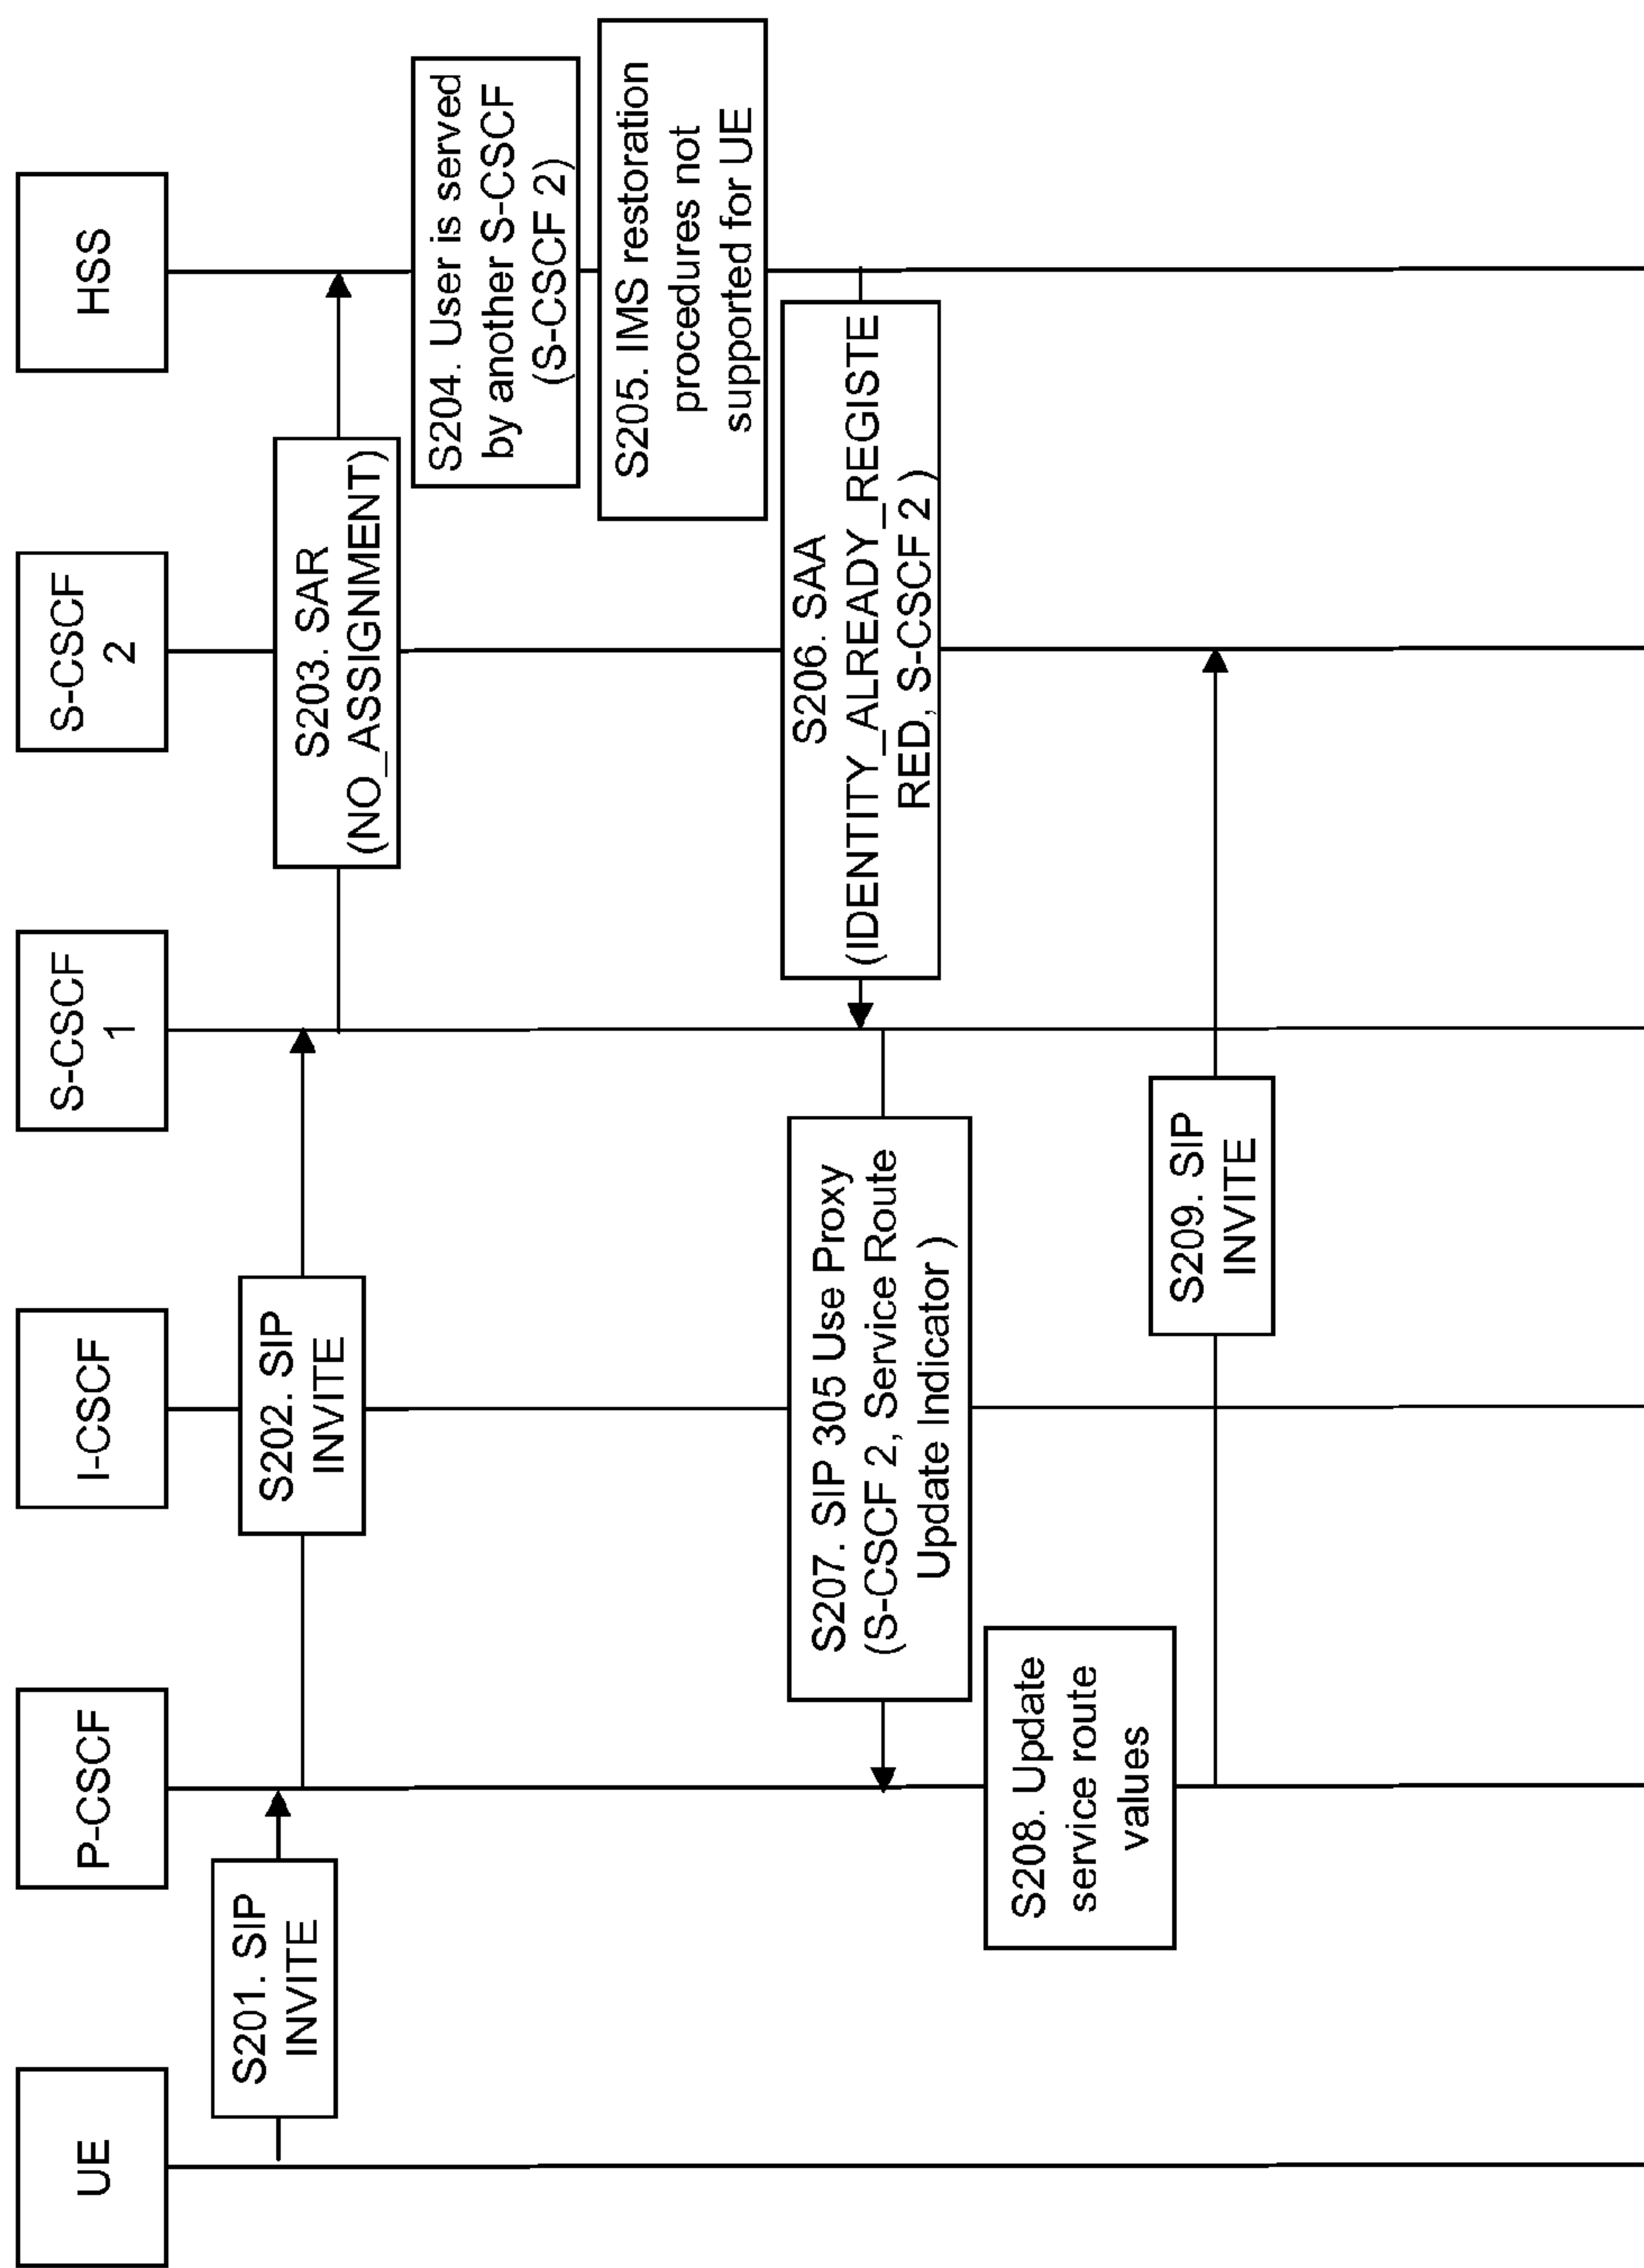 UE
P-CSCF
I-CSCF
S-CSCF
1
S-CSCF
2
HSS
S201. SIP
INVITE
S202. SIP
INVITE
S203. SAR
(NO_ASSIGNMENT)
S204. User is served
by another S-CSCF
(S-CSCF 2)
S205. IMS restoration
procedures not
supported for UE
S206. SAA
(IDENTITY_ALREADY_REGISTE
RED, S-CSCF 2 )
S207. SIP 305 Use Proxy
(S-CSCF 2, Service Route
Update Indicator )
S208. Update
service route
values
S209. SIP
INVITE